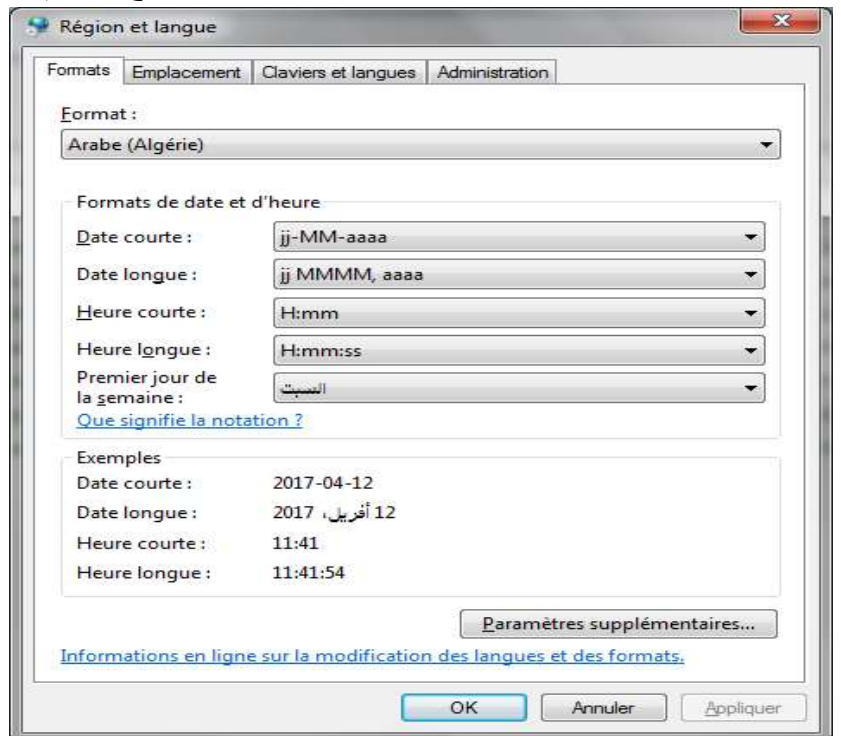 Région et langue
Formats Emplacement Claviers et langues Administration
Format :
Arabe (Algérie)
Formats de date et d'heure
Date courte : jj-MM-aaaa
Date longue : jj MMMM, aaaa
Heure courte : H:mm
Heure longue : H:mm:ss
Premier jour de
la semaine : السبت
Que signifie la notation ?
Exemples
Date courte : 2017-04-12
Date longue : 12 أفريل، 2017
Heure courte : 11:41
Heure longue : 11:41:54
Paramètres supplémentaires...
Informations en ligne sur la modification des langues et des formats.
OK Annuler Appliquer